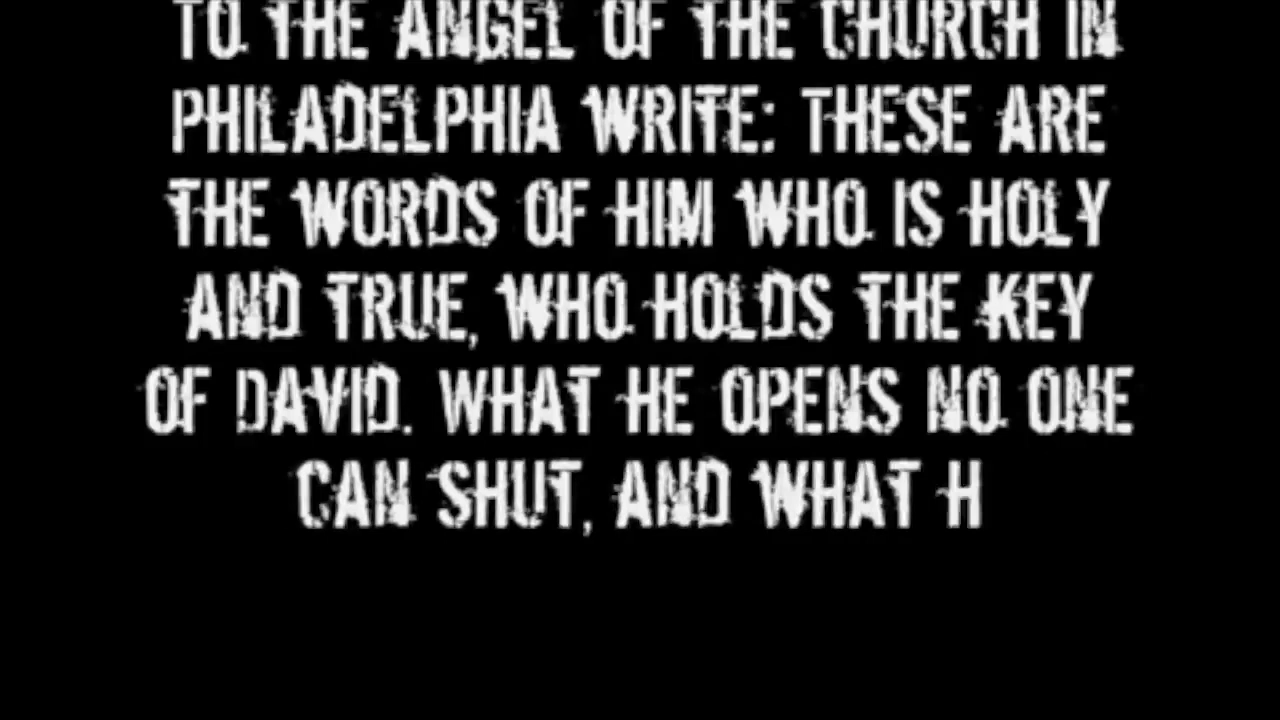 TO THE ANGEL OF THE CHURCH IN
PHILADELPHIA WRITE: THESE ARE
THE WORDS OF HIM WHO IS HOLY
AND TRUE, WHO HOLDS THE KEY
OF DAVID. WHAT HE OPENS NO ONE
CAN SHUT, AND WHAT H